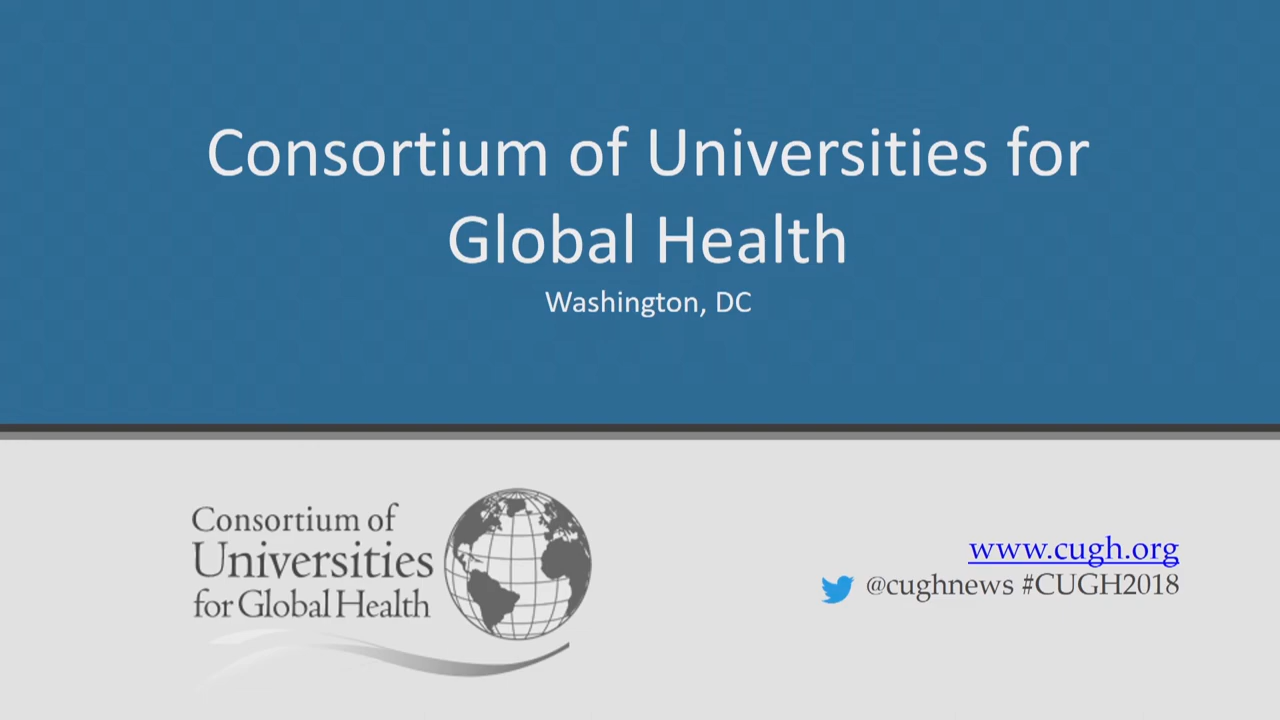 Consortium of Universities for
Global Health
Washington, DC
Consortium of
Universities
for Global Health
www.cugh.org
@cughnews #CUGH2018